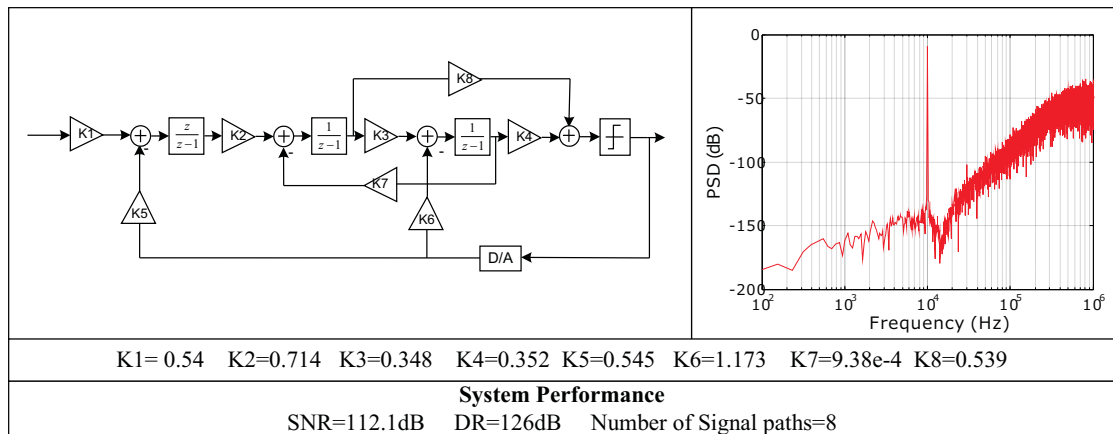 K8
K1
z
z−1
K2
1
z−1
K3
1
z−1
K4
-
-
-
K7
K5
K6
D/A
0
-50
-100
-150
-200
PSD (dB)
10^2
10^3
10^4
10^5
10^6
Frequency (Hz)
K1= 0.54 K2=0.714 K3=0.348 K4=0.352 K5=0.545 K6=1.173 K7=9.38e-4 K8=0.539
System Performance
SNR=112.1dB DR=126dB Number of Signal paths=8